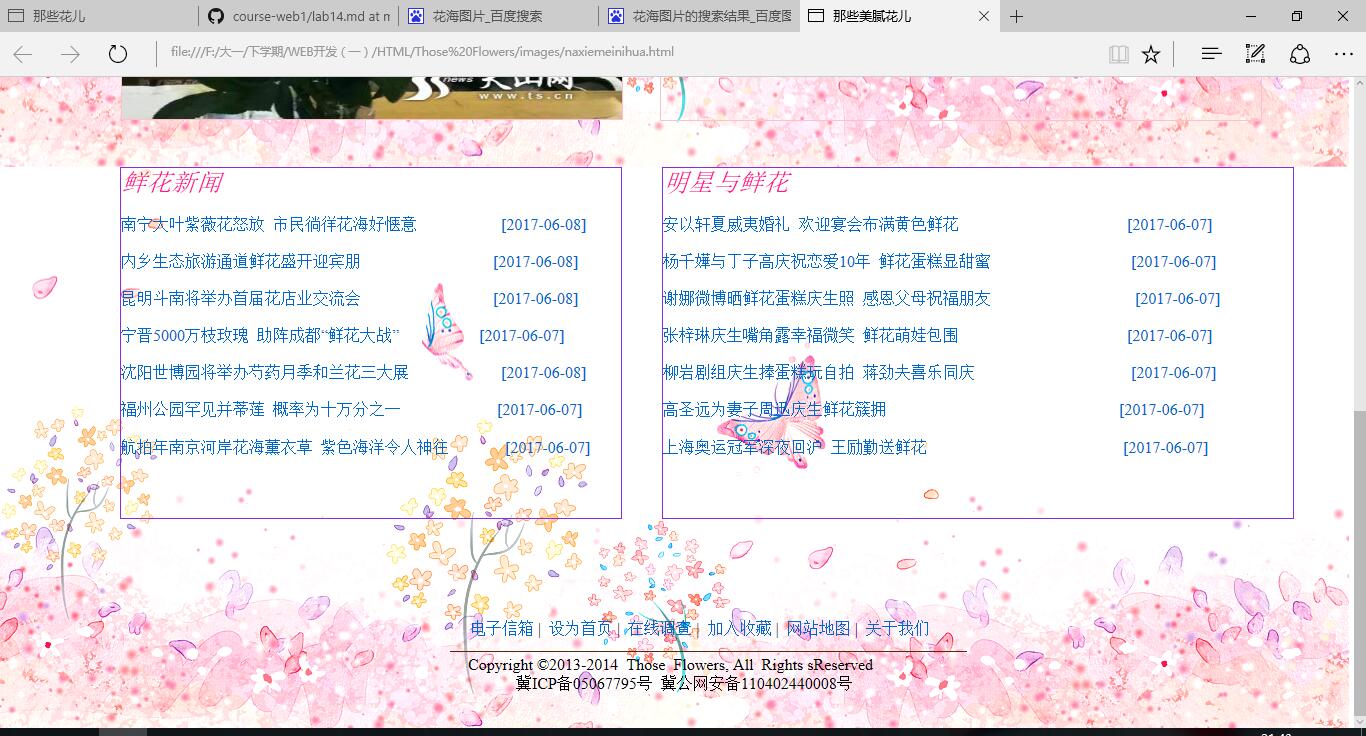 那些花儿 course-web1/lab14.md at m 花海图片_百度搜索 花海图片的搜索结果_百度图 那些美腻花儿
file:///F:/大一/下学期/WEB开发（一）/HTML/Those%20Flowers/images/naxiemeinihua.html
news
www.ts.cn
鲜花新闻
南宁大叶紫薇花怒放 市民徜徉花海好惬意 [2017-06-08]
内乡生态旅游通道鲜花盛开迎宾朋 [2017-06-08]
昆明斗南将举办首届花店业交流会 [2017-06-08]
宁晋5000万枝玫瑰 助阵成都“鲜花大战” [2017-06-07]
沈阳世博园将举办芍药月季和兰花三大展 [2017-06-08]
福州公园罕见并蒂莲 概率为十万分之一 [2017-06-07]
航拍年南京河岸花海薰衣草 紫色海洋令人神往 [2017-06-07]
明星与鲜花
安以轩夏威夷婚礼 欢迎宴会布满黄色鲜花 [2017-06-07]
杨千嬅与丁子高庆祝恋爱10年 鲜花蛋糕显甜蜜 [2017-06-07]
谢娜微博晒鲜花蛋糕庆生照 感恩父母祝福朋友 [2017-06-07]
张梓琳庆生嘴角露幸福微笑 鲜花萌娃包围 [2017-06-07]
柳岩剧组庆生捧蛋糕玩自拍 蒋劲夫喜乐同庆 [2017-06-07]
高圣远为妻子周迅庆生鲜花簇拥 [2017-06-07]
上海奥运冠军深夜回沪 王励勤送鲜花 [2017-06-07]
电子信箱 | 设为首页 | 在线调查 | 加入收藏 | 网站地图 | 关于我们
Copyright ©2013-2014 Those Flowers, All Rights sReserved
冀ICP备05067795号 冀公网安备110402440008号